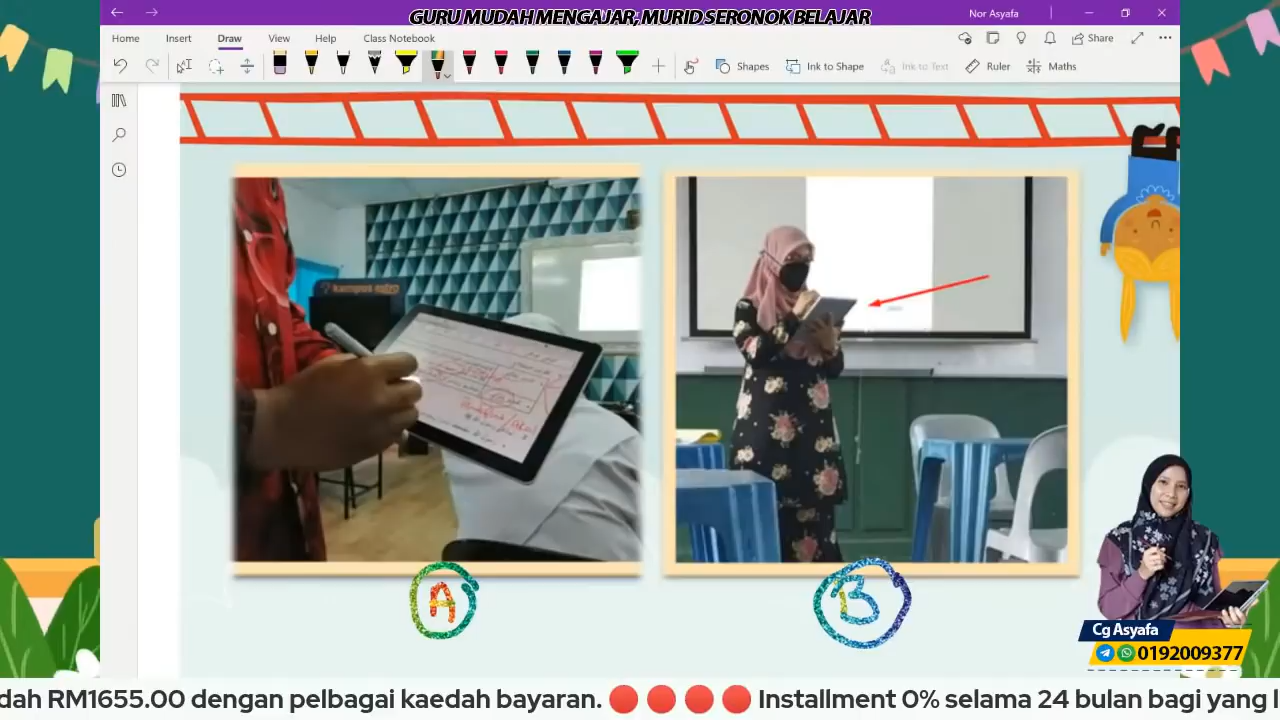 GURU MUDAH MENGAJAR, MURID SERONOK BELAJAR
Nor Asyafa
Home Insert Draw View Help Class Notebook
Share
Shapes Ink to Shape Ink to Text Ruler Maths
A
B
Cg Asyafa
0192009377
dah RM1655.00 dengan pelbagai kaedah bayaran. 🔴 🔴 🔴 🔴 Installment 0% selama 24 bulan bagi yang